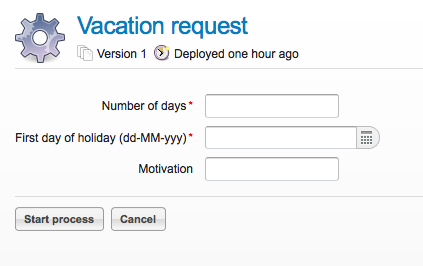 Vacation request
Version 1 Deployed one hour ago
Number of days *
First day of holiday (dd-MM-yyy) *
Motivation
Start process Cancel